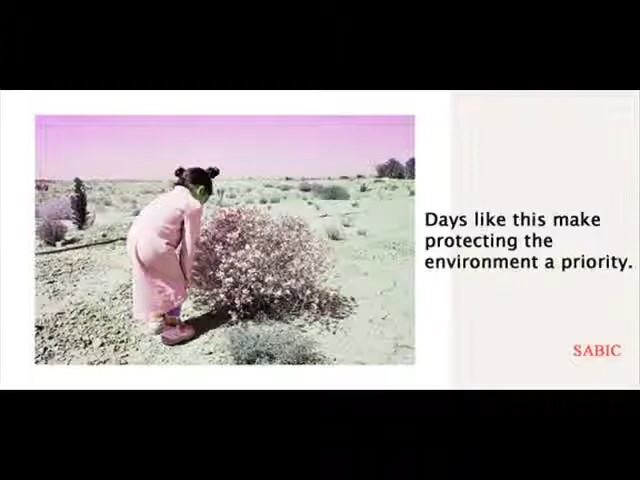 Days like this make
protecting the
environment a priority.
SABIC